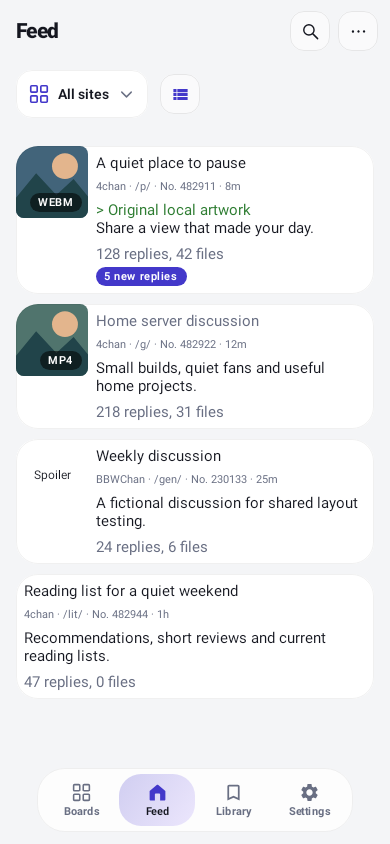 Feed
All sites
WEBM
A quiet place to pause
4chan · /p/ · No. 482911 · 8m
> Original local artwork
Share a view that made your day.
128 replies, 42 files
5 new replies
MP4
Home server discussion
4chan · /g/ · No. 482922 · 12m
Small builds, quiet fans and useful
home projects.
218 replies, 31 files
Spoiler
Weekly discussion
BBWChan · /gen/ · No. 230133 · 25m
A fictional discussion for shared layout
testing.
24 replies, 6 files
Reading list for a quiet weekend
4chan · /lit/ · No. 482944 · 1h
Recommendations, short reviews and current
reading lists.
47 replies, 0 files
Boards
Feed
Library
Settings